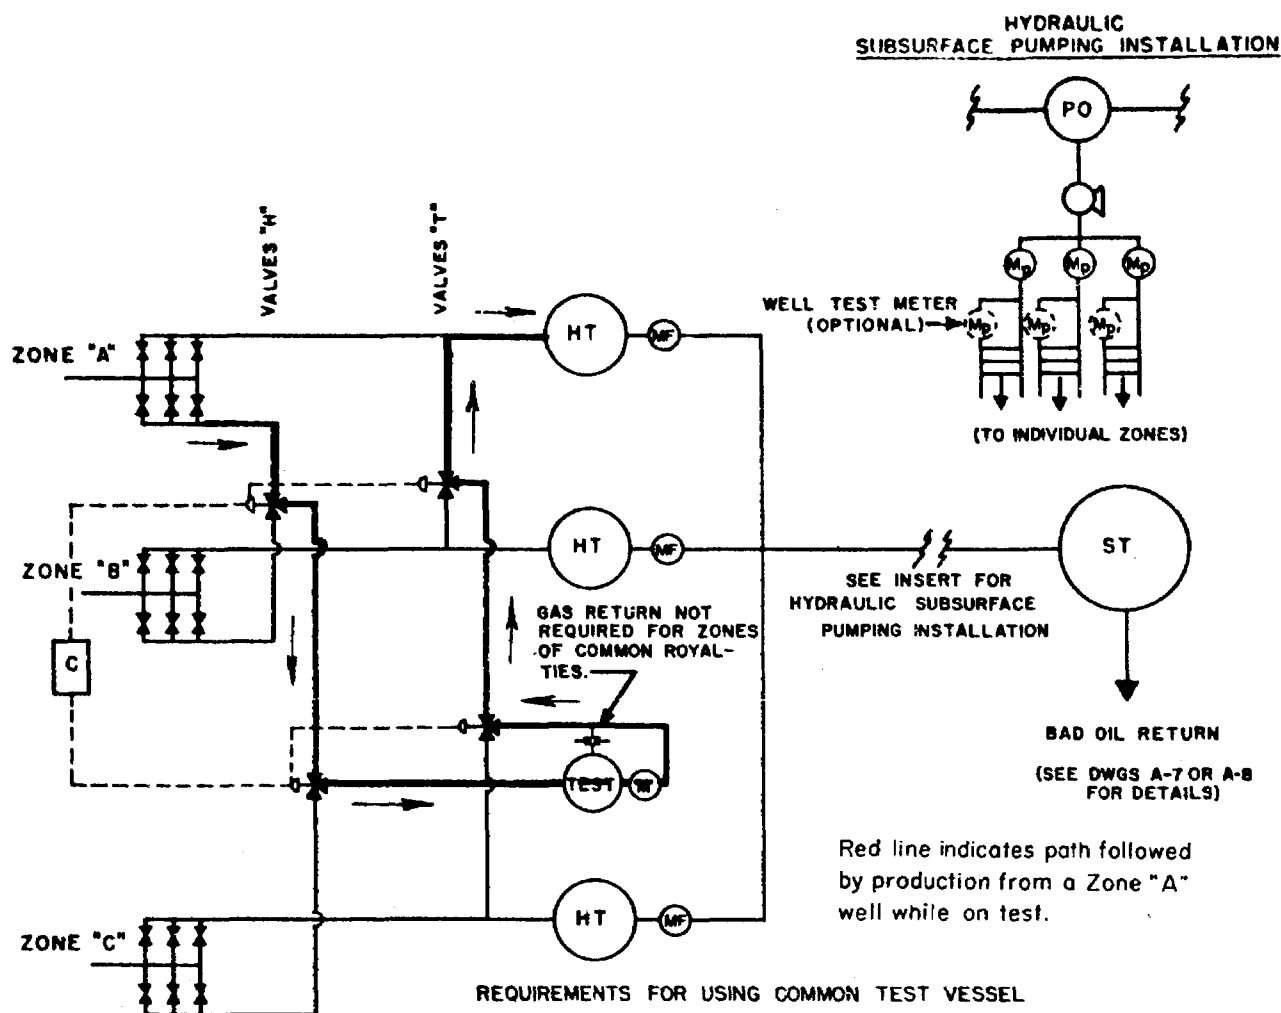 HYDRAULIC
SUBSURFACE PUMPING INSTALLATION
PO
Mp
Mp
Mp
WELL TEST METER
(OPTIONAL)
Mp
Mp
Mp
(TO INDIVIDUAL ZONES)
VALVES "H"
VALVES "T"
ZONE "A"
HT
MF
ZONE "B"
HT
MF
ST
SEE INSERT FOR
HYDRAULIC SUBSURFACE
PUMPING INSTALLATION
GAS RETURN NOT
REQUIRED FOR ZONES
OF COMMON ROYAL-
TIES.
C
TEST
BAD OIL RETURN
(SEE DWGS A-7 OR A-8
FOR DETAILS)
Red line indicates path followed
by production from a Zone "A"
well while on test.
ZONE "C"
HT
MF
REQUIREMENTS FOR USING COMMON TEST VESSEL